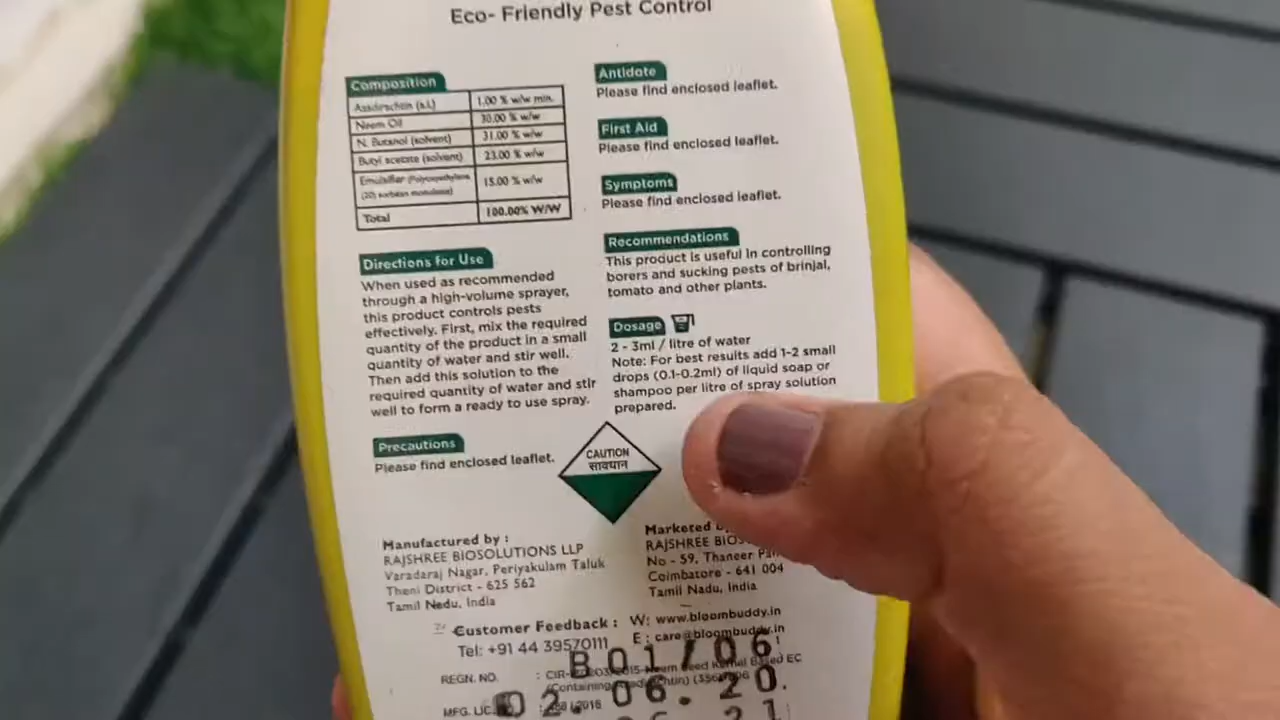 Eco- Friendly Pest Control
Composition
Azadirachtin (a.i.) 1.00 % w/w min.
Neem Oil 30.00 % w/w
N. Butanol (solvent) 31.00 % w/w
Butyl acetate (solvent) 23.00 % w/w
Emulsifier (Polyoxyethylene
(20) sorbitan monolaurate) 15.00 % w/w
Total 100.00% W/W
Directions for Use
When used as recommended
through a high-volume sprayer,
this product controls pests
effectively. First, mix the required
quantity of the product in a small
quantity of water and stir well.
Then add this solution to the
required quantity of water and stir
well to form a ready to use spray.
Precautions
Please find enclosed leaflet.
Antidote
Please find enclosed leaflet.
First Aid
Please find enclosed leaflet.
Symptoms
Please find enclosed leaflet.
Recommendations
This product is useful in controlling
borers and sucking pests of brinjal,
tomato and other plants.
Dosage
2 - 3ml / litre of water
Note: For best results add 1-2 small
drops (0.1-0.2ml) of liquid soap or
shampoo per litre of spray solution
prepared.
CAUTION
सावधान
Manufactured by :
RAJSHREE BIOSOLUTIONS LLP
Varadaraj Nagar, Periyakulam Taluk
Theni District - 625 562
Tamil Nadu, India
Marketed
RAJSHREE
No - 59, Thaneer
Coimbatore - 641 004
Tamil Nadu, India
Customer Feedback : W: www.bloombuddy.in
Tel: +91 44 39570111 E : care@bloombuddy.in
B01/06
REGN. NO. : Neem Seed Kernel Based EC
(Containing
02.06.20.
MFG. LIC. /2018
21